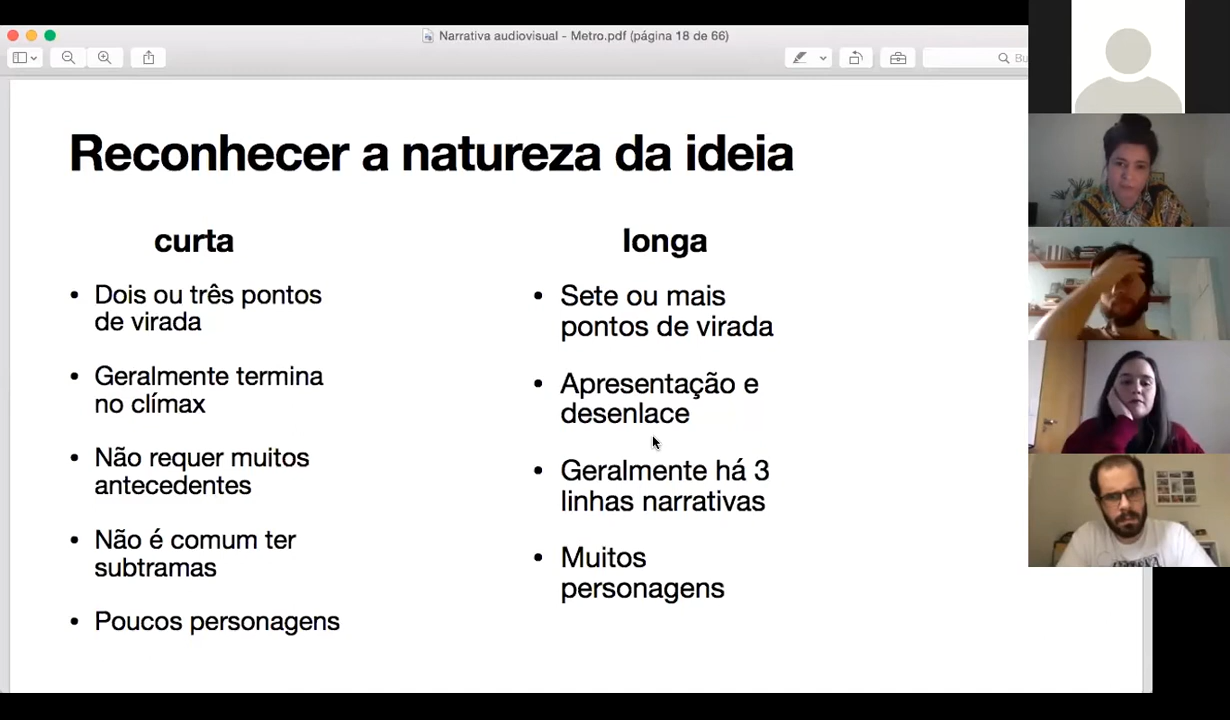 Narrativa audiovisual - Metro.pdf (página 18 de 66)
Bu
Reconhecer a natureza da ideia
curta
• Dois ou três pontos
de virada
• Geralmente termina
no clímax
• Não requer muitos
antecedentes
• Não é comum ter
subtramas
• Poucos personagens
longa
• Sete ou mais
pontos de virada
• Apresentação e
desenlace
• Geralmente há 3
linhas narrativas
• Muitos
personagens